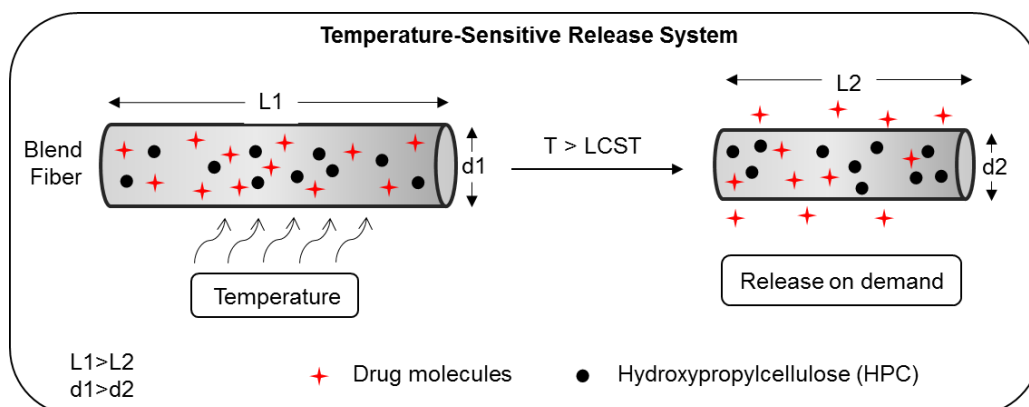 Temperature-Sensitive Release System
L1
L2
Blend
Fiber
d1
T > LCST
d2
Temperature
Release on demand
L1>L2
d1>d2
Drug molecules
Hydroxypropylcellulose (HPC)